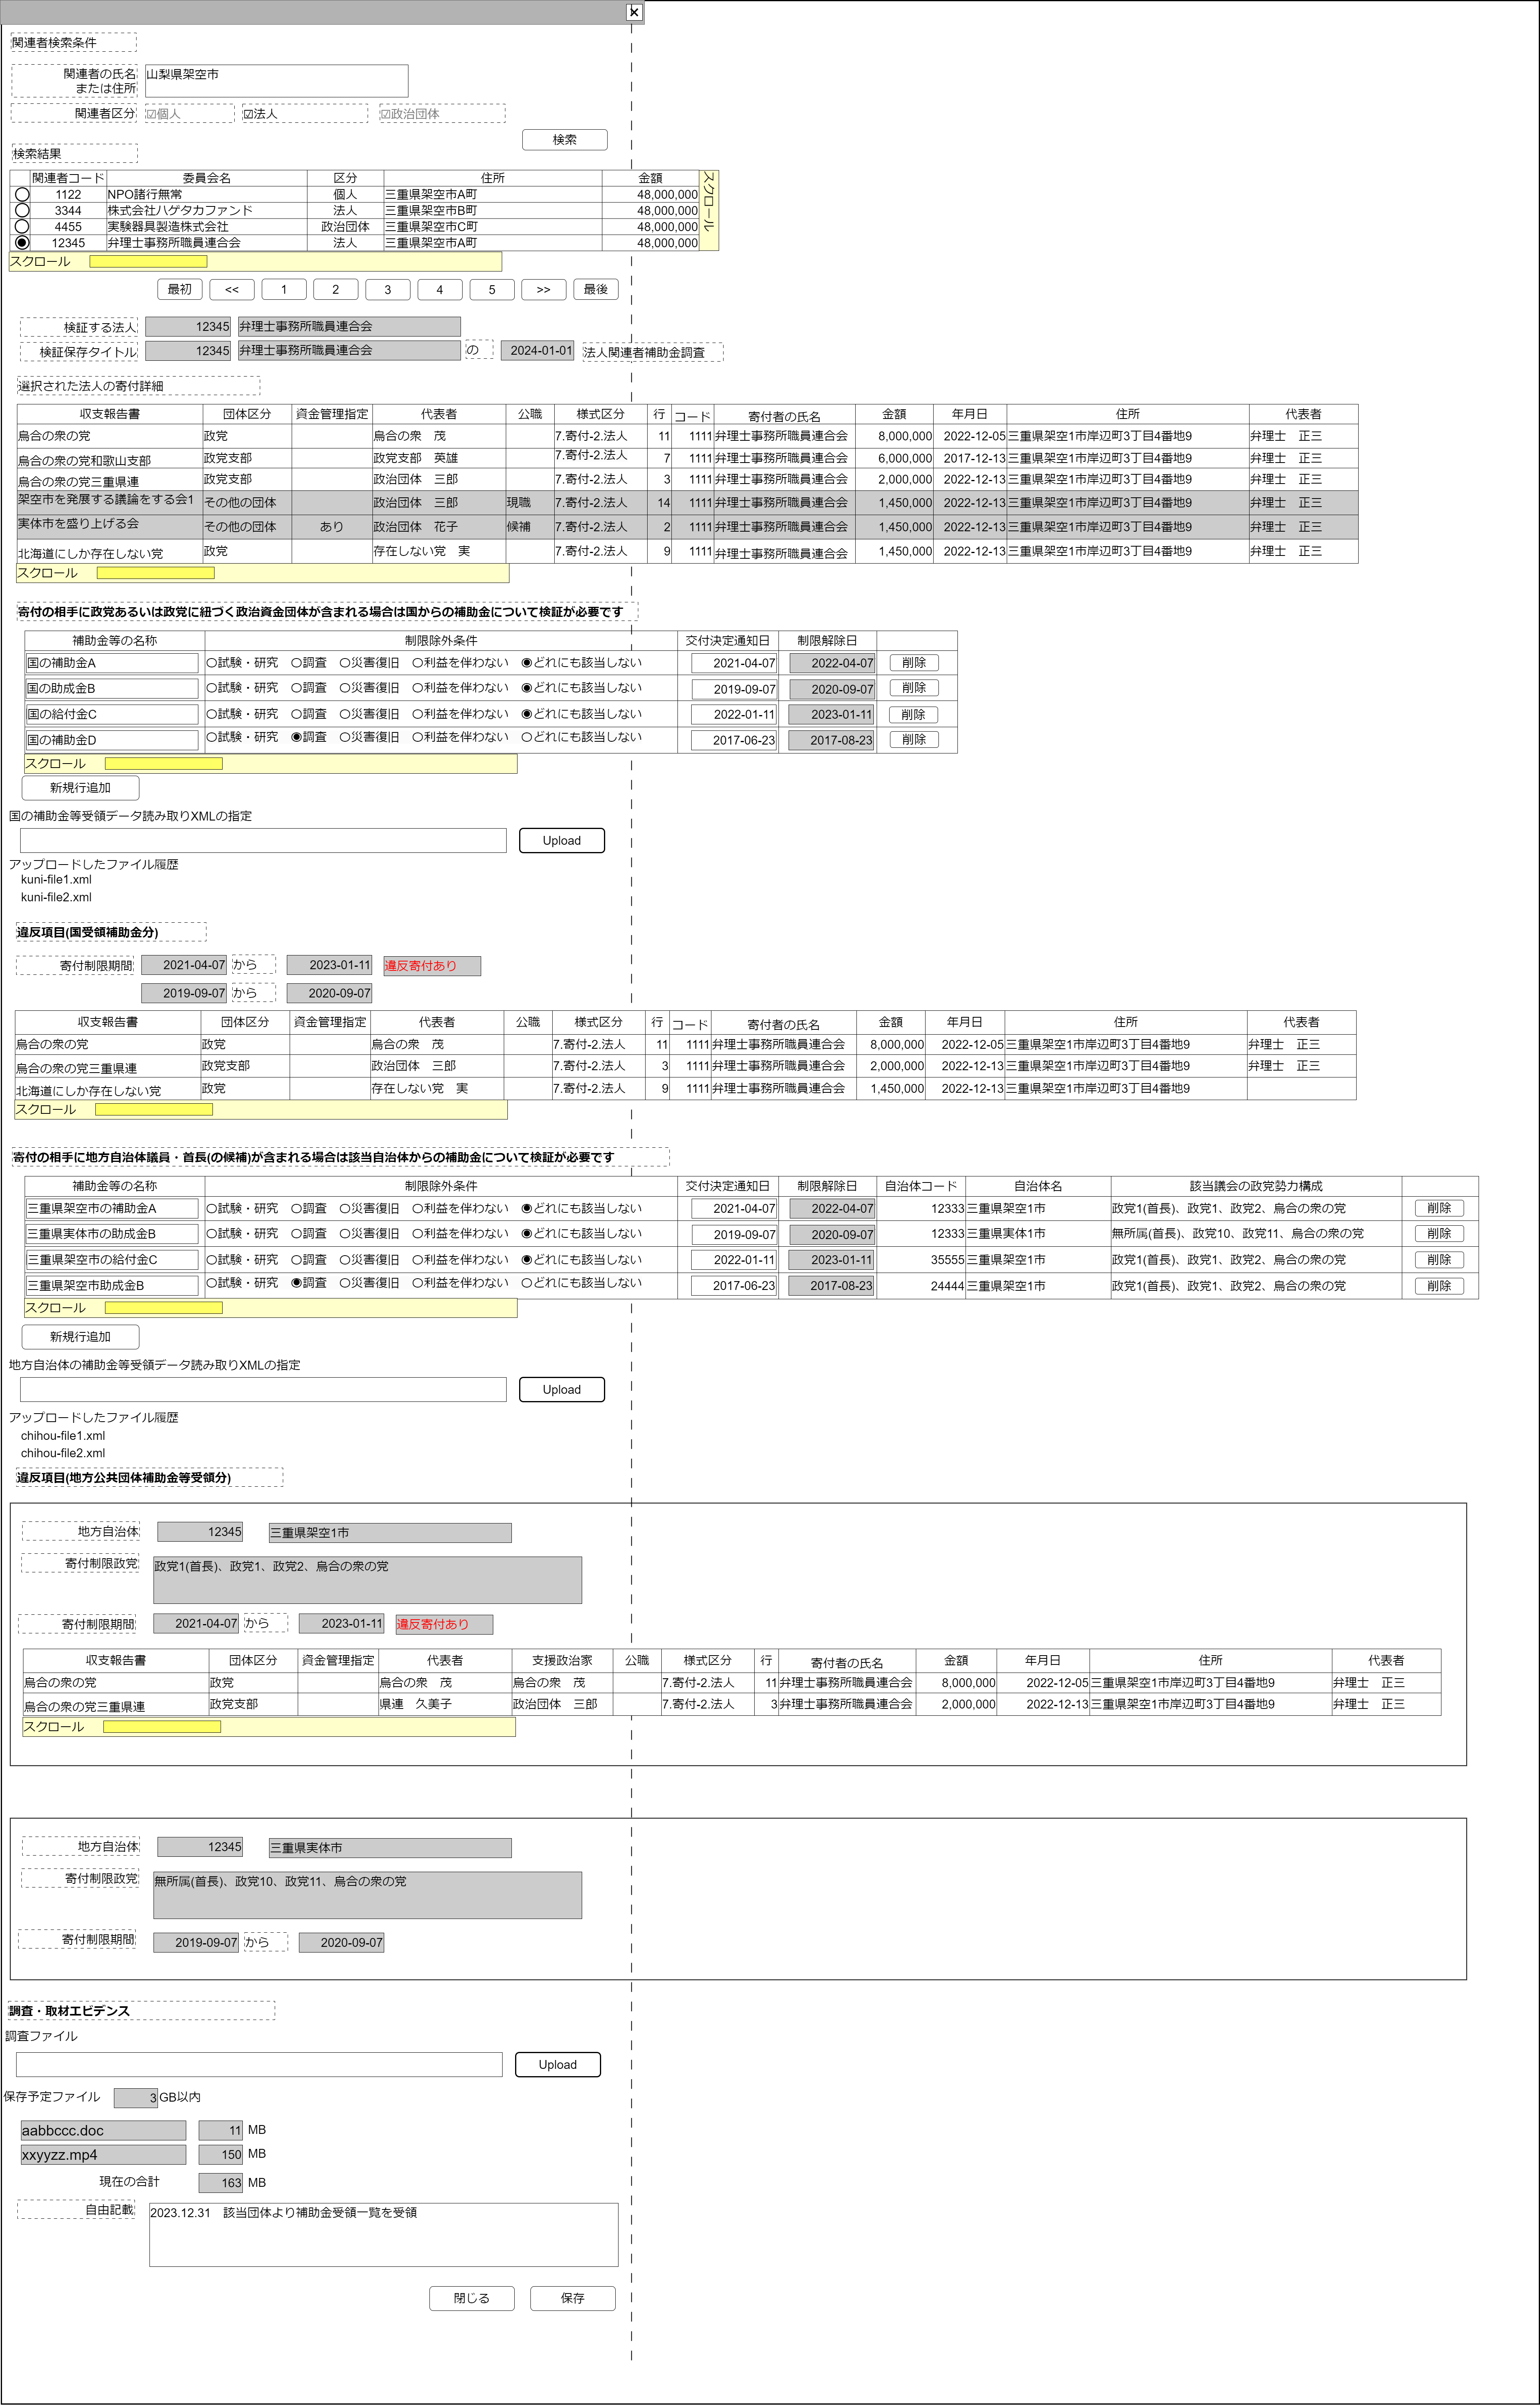 ×
関連者検索条件
関連者の氏名
または住所
山梨県架空市
関連者区分 ☑個人 ☑法人 ☑政治団体
検索
検索結果
関連者コード 委員会名 区分 住所 金額
1122 NPO諸行無常 個人 三重県架空市A町 48,000,000
3344 株式会社ハゲタカファンド 法人 三重県架空市B町 48,000,000
4455 実験器具製造株式会社 政治団体 三重県架空市C町 48,000,000
12345 弁理士事務所職員連合会 法人 三重県架空市A町 48,000,000
スクロール
スクロール
最初 << 1 2 3 4 5 >> 最後
検証する法人 12345 弁理士事務所職員連合会
検証保存タイトル 12345 弁理士事務所職員連合会 の 2024-01-01 法人関連者補助金調査
選択された法人の寄付詳細
収支報告書 団体区分 資金管理指定 代表者 公職 様式区分 行 コード 寄付者の氏名 金額 年月日 住所 代表者
烏合の衆の党 政党 烏合の衆　茂 7.寄付-2.法人 11 1111 弁理士事務所職員連合会 8,000,000 2022-12-05 三重県架空1市岸辺町3丁目4番地9 弁理士　正三
烏合の衆の党和歌山支部 政党支部 政党支部　英雄 7.寄付-2.法人 7 1111 弁理士事務所職員連合会 6,000,000 2017-12-13 三重県架空1市岸辺町3丁目4番地9 弁理士　正三
烏合の衆の党三重県連 政党支部 政治団体　三郎 7.寄付-2.法人 3 1111 弁理士事務所職員連合会 2,000,000 2022-12-13 三重県架空1市岸辺町3丁目4番地9 弁理士　正三
架空市を発展する議論をする会1 その他の団体 政治団体　三郎 現職 7.寄付-2.法人 14 1111 弁理士事務所職員連合会 1,450,000 2022-12-13 三重県架空1市岸辺町3丁目4番地9 弁理士　正三
実体市を盛り上げる会 その他の団体 あり 政治団体　花子 候補 7.寄付-2.法人 2 1111 弁理士事務所職員連合会 1,450,000 2022-12-13 三重県架空1市岸辺町3丁目4番地9 弁理士　正三
北海道にしか存在しない党 政党 存在しない党　実 7.寄付-2.法人 9 1111 弁理士事務所職員連合会 1,450,000 2022-12-13 三重県架空1市岸辺町3丁目4番地9 弁理士　正三
スクロール
寄付の相手に政党あるいは政党に紐づく政治資金団体が含まれる場合は国からの補助金について検証が必要です
補助金等の名称 制限除外条件 交付決定通知日 制限解除日
国の補助金A 〇試験・研究　〇調査　〇災害復旧　〇利益を伴わない　◉どれにも該当しない 2021-04-07 2022-04-07 削除
国の助成金B 〇試験・研究　〇調査　〇災害復旧　〇利益を伴わない　◉どれにも該当しない 2019-09-07 2020-09-07 削除
国の給付金C 〇試験・研究　〇調査　〇災害復旧　〇利益を伴わない　◉どれにも該当しない 2022-01-11 2023-01-11 削除
国の補助金D 〇試験・研究　◉調査　〇災害復旧　〇利益を伴わない　〇どれにも該当しない 2017-06-23 2017-08-23 削除
スクロール
新規行追加
国の補助金等受領データ読み取りXMLの指定
Upload
アップロードしたファイル履歴
kuni-file1.xml
kuni-file2.xml
違反項目(国受領補助金分)
寄付制限期間 2021-04-07 から 2023-01-11 違反寄付あり
2019-09-07 から 2020-09-07
収支報告書 団体区分 資金管理指定 代表者 公職 様式区分 行 コード 寄付者の氏名 金額 年月日 住所 代表者
烏合の衆の党 政党 烏合の衆　茂 7.寄付-2.法人 11 1111 弁理士事務所職員連合会 8,000,000 2022-12-05 三重県架空1市岸辺町3丁目4番地9 弁理士　正三
烏合の衆の党三重県連 政党支部 政治団体　三郎 7.寄付-2.法人 3 1111 弁理士事務所職員連合会 2,000,000 2022-12-13 三重県架空1市岸辺町3丁目4番地9 弁理士　正三
北海道にしか存在しない党 政党 存在しない党　実 7.寄付-2.法人 9 1111 弁理士事務所職員連合会 1,450,000 2022-12-13 三重県架空1市岸辺町3丁目4番地9
スクロール
寄付の相手に地方自治体議員・首長(の候補)が含まれる場合は該当自治体からの補助金について検証が必要です
補助金等の名称 制限除外条件 交付決定通知日 制限解除日 自治体コード 自治体名 該当議会の政党勢力構成
三重県架空市の補助金A 〇試験・研究　〇調査　〇災害復旧　〇利益を伴わない　◉どれにも該当しない 2021-04-07 2022-04-07 12333 三重県架空1市 政党1(首長)、政党1、政党2、烏合の衆の党 削除
三重県実体市の助成金B 〇試験・研究　〇調査　〇災害復旧　〇利益を伴わない　◉どれにも該当しない 2019-09-07 2020-09-07 12333 三重県実体1市 無所属(首長)、政党10、政党11、烏合の衆の党 削除
三重県架空市の給付金C 〇試験・研究　〇調査　〇災害復旧　〇利益を伴わない　◉どれにも該当しない 2022-01-11 2023-01-11 35555 三重県架空1市 政党1(首長)、政党1、政党2、烏合の衆の党 削除
三重県架空市助成金B 〇試験・研究　◉調査　〇災害復旧　〇利益を伴わない　〇どれにも該当しない 2017-06-23 2017-08-23 24444 三重県架空1市 政党1(首長)、政党1、政党2、烏合の衆の党 削除
スクロール
新規行追加
地方自治体の補助金等受領データ読み取りXMLの指定
Upload
アップロードしたファイル履歴
chihou-file1.xml
chihou-file2.xml
違反項目(地方公共団体補助金等受領分)
地方自治体 12345 三重県架空1市
寄付制限政党 政党1(首長)、政党1、政党2、烏合の衆の党
寄付制限期間 2021-04-07 から 2023-01-11 違反寄付あり
収支報告書 団体区分 資金管理指定 代表者 支援政治家 公職 様式区分 行 寄付者の氏名 金額 年月日 住所 代表者
烏合の衆の党 政党 烏合の衆　茂 烏合の衆　茂 7.寄付-2.法人 11 弁理士事務所職員連合会 8,000,000 2022-12-05 三重県架空1市岸辺町3丁目4番地9 弁理士　正三
烏合の衆の党三重県連 政党支部 県連　久美子 政治団体　三郎 7.寄付-2.法人 3 弁理士事務所職員連合会 2,000,000 2022-12-13 三重県架空1市岸辺町3丁目4番地9 弁理士　正三
スクロール
地方自治体 12345 三重県実体市
寄付制限政党 無所属(首長)、政党10、政党11、烏合の衆の党
寄付制限期間 2019-09-07 から 2020-09-07
調査・取材エビデンス
調査ファイル
Upload
保存予定ファイル 3 GB以内
aabbccc.doc 11 MB
xxyyzz.mp4 150 MB
現在の合計 163 MB
自由記載 2023.12.31　該当団体より補助金受領一覧を受領
閉じる 保存